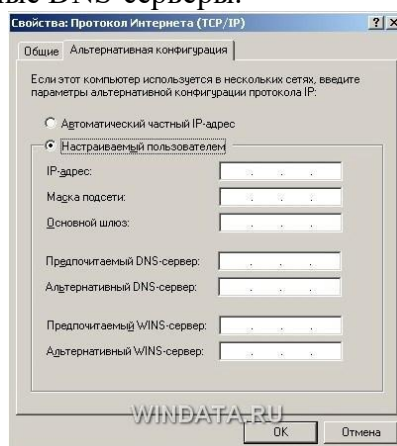 ные DNS-серверы.
Свойства: Протокол Интернета (TCP/IP)
Общие Альтернативная конфигурация
Если этот компьютер используется в нескольких сетях, введите
параметры альтернативной конфигурации протокола IP:
Автоматический частный IP-адрес
Настраиваемый пользователем
IP-адрес:
Маска подсети:
Основной шлюз:
Предпочитаемый DNS-сервер:
Альтернативный DNS-сервер:
Предпочитаемый WINS-сервер:
Альтернативный WINS-сервер:
WINDATA.RU
OK Отмена